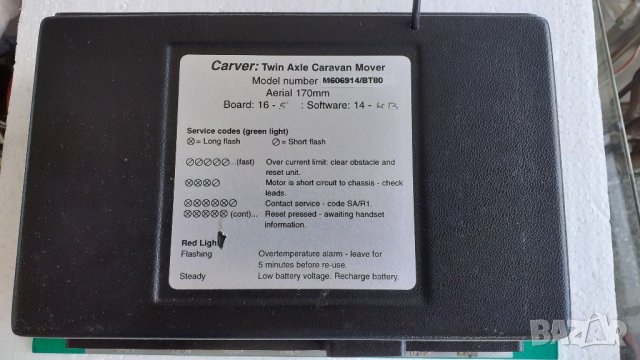 Carver: Twin Axle Caravan Mover
Model number M606914/BT80
Aerial 170mm
Board: 16 - 5 : Software: 14 - KB
Service codes (green light)
⊗ = Long flash ⊘ = Short flash
⊘⊘⊘⊘⊘...(fast) Over current limit: clear obstacle and
reset unit.
⊗⊗⊗⊘ Motor is short circuit to chassis - check
leads.
⊗⊗⊗⊗⊗⊘ Contact service - code SA/R1.
⊗⊗⊗⊗⊗ (cont)... Reset pressed - awaiting handset
information.
Red Light
Flashing Overtemperature alarm - leave for
5 minutes before re-use.
Steady Low battery voltage. Recharge battery.
BAZAR